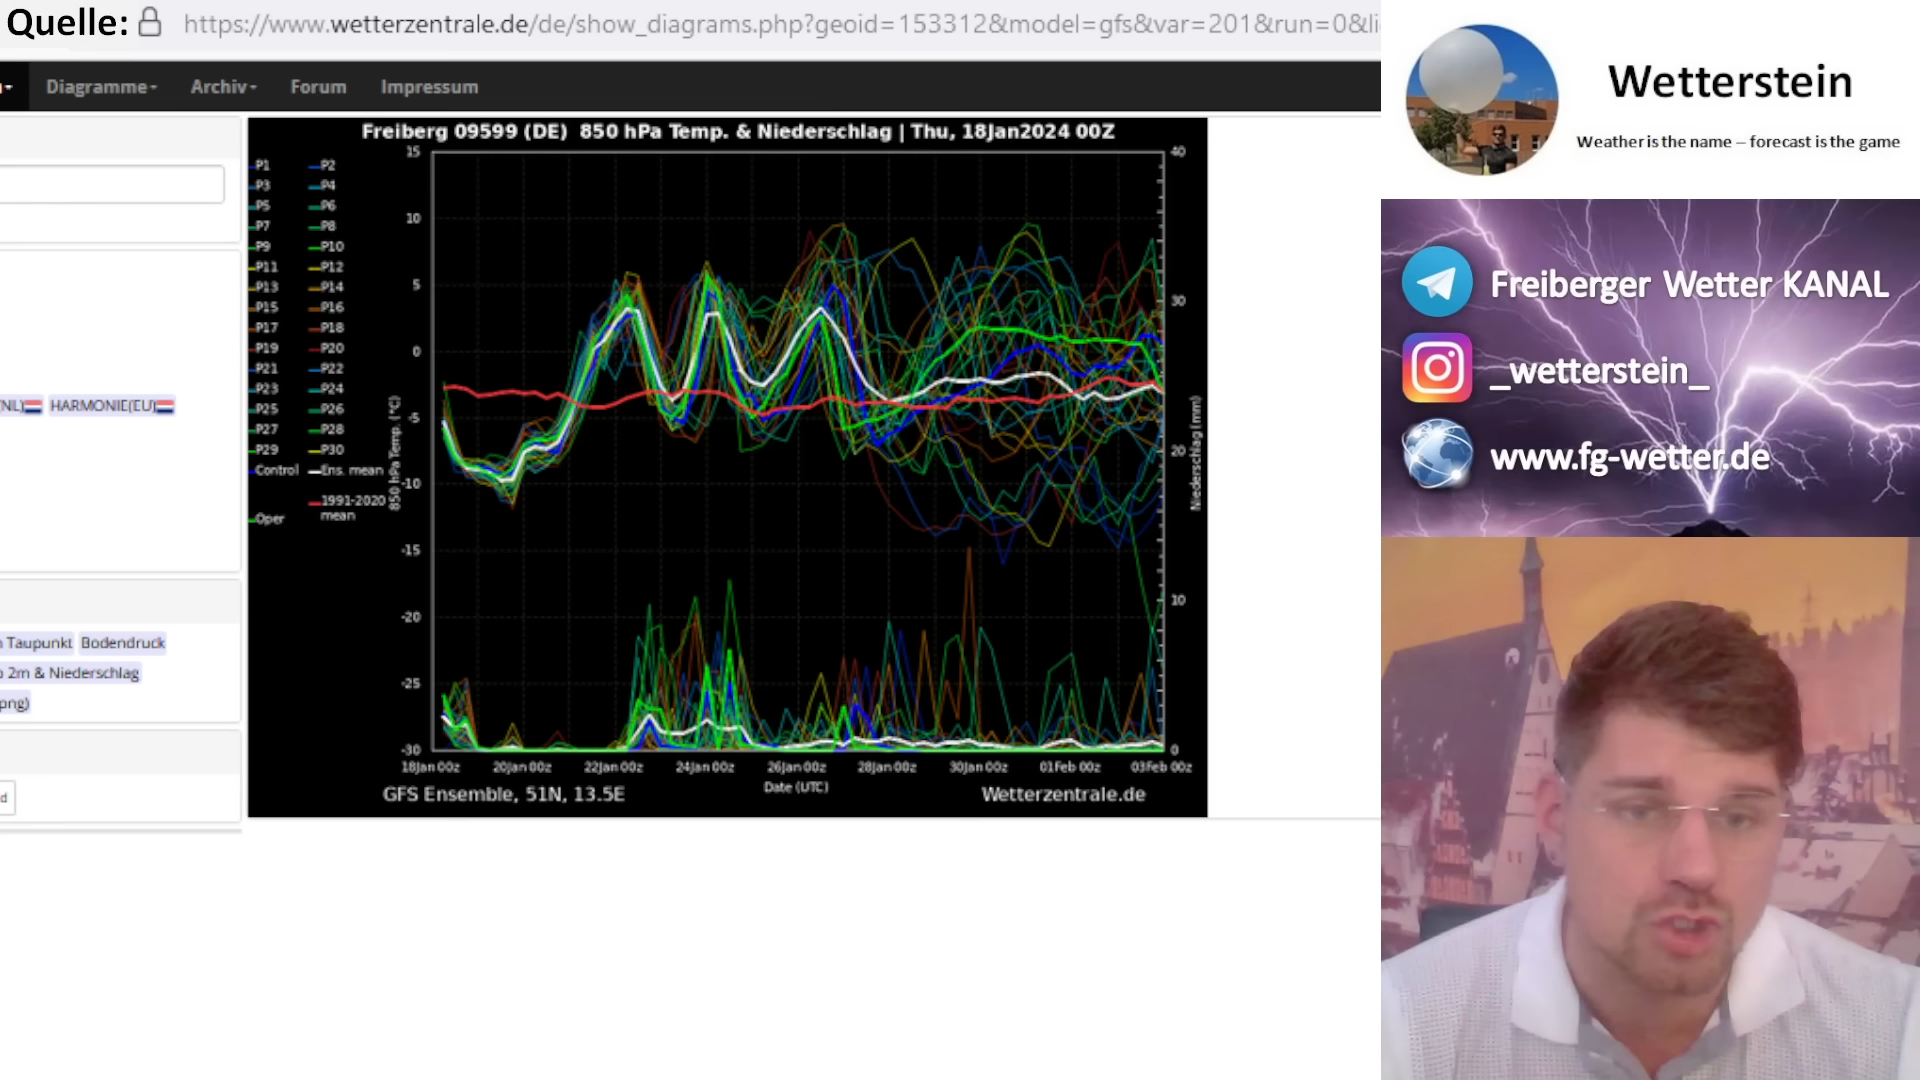 Quelle: https://www.wetterzentrale.de/de/show_diagrams.php?geoid=153312&model=gfs&var=201&run=0&li
Diagramme Archiv Forum Impressum
Freiberg 09599 (DE) 850 hPa Temp. & Niederschlag | Thu, 18Jan2024 00Z
P1 P2
P3 P4
P5 P6
P7 P8
P9 P10
P11 P12
P13 P14
P15 P16
P17 P18
P19 P20
P21 P22
P23 P24
P25 P26
P27 P28
P29 P30
Control Ens. mean
1991-2020
mean
Oper
15
10
5
0
-5
-10
-15
-20
-25
-30
850 hPa Temp. (°C)
40
30
20
10
0
Niederschlag (mm)
18Jan 00z 20Jan 00z 22Jan 00z 24Jan 00z 26Jan 00z 28Jan 00z 30Jan 00z 01Feb 00z 03Feb 00z
Date (UTC)
GFS Ensemble, 51N, 13.5E Wetterzentrale.de
NL) HARMONIE(EU)
Taupunkt Bodendruck
2m & Niederschlag
png)
d
Wetterstein
Weather is the name – forecast is the game
Freiberger Wetter KANAL
_wetterstein_
www.fg-wetter.de